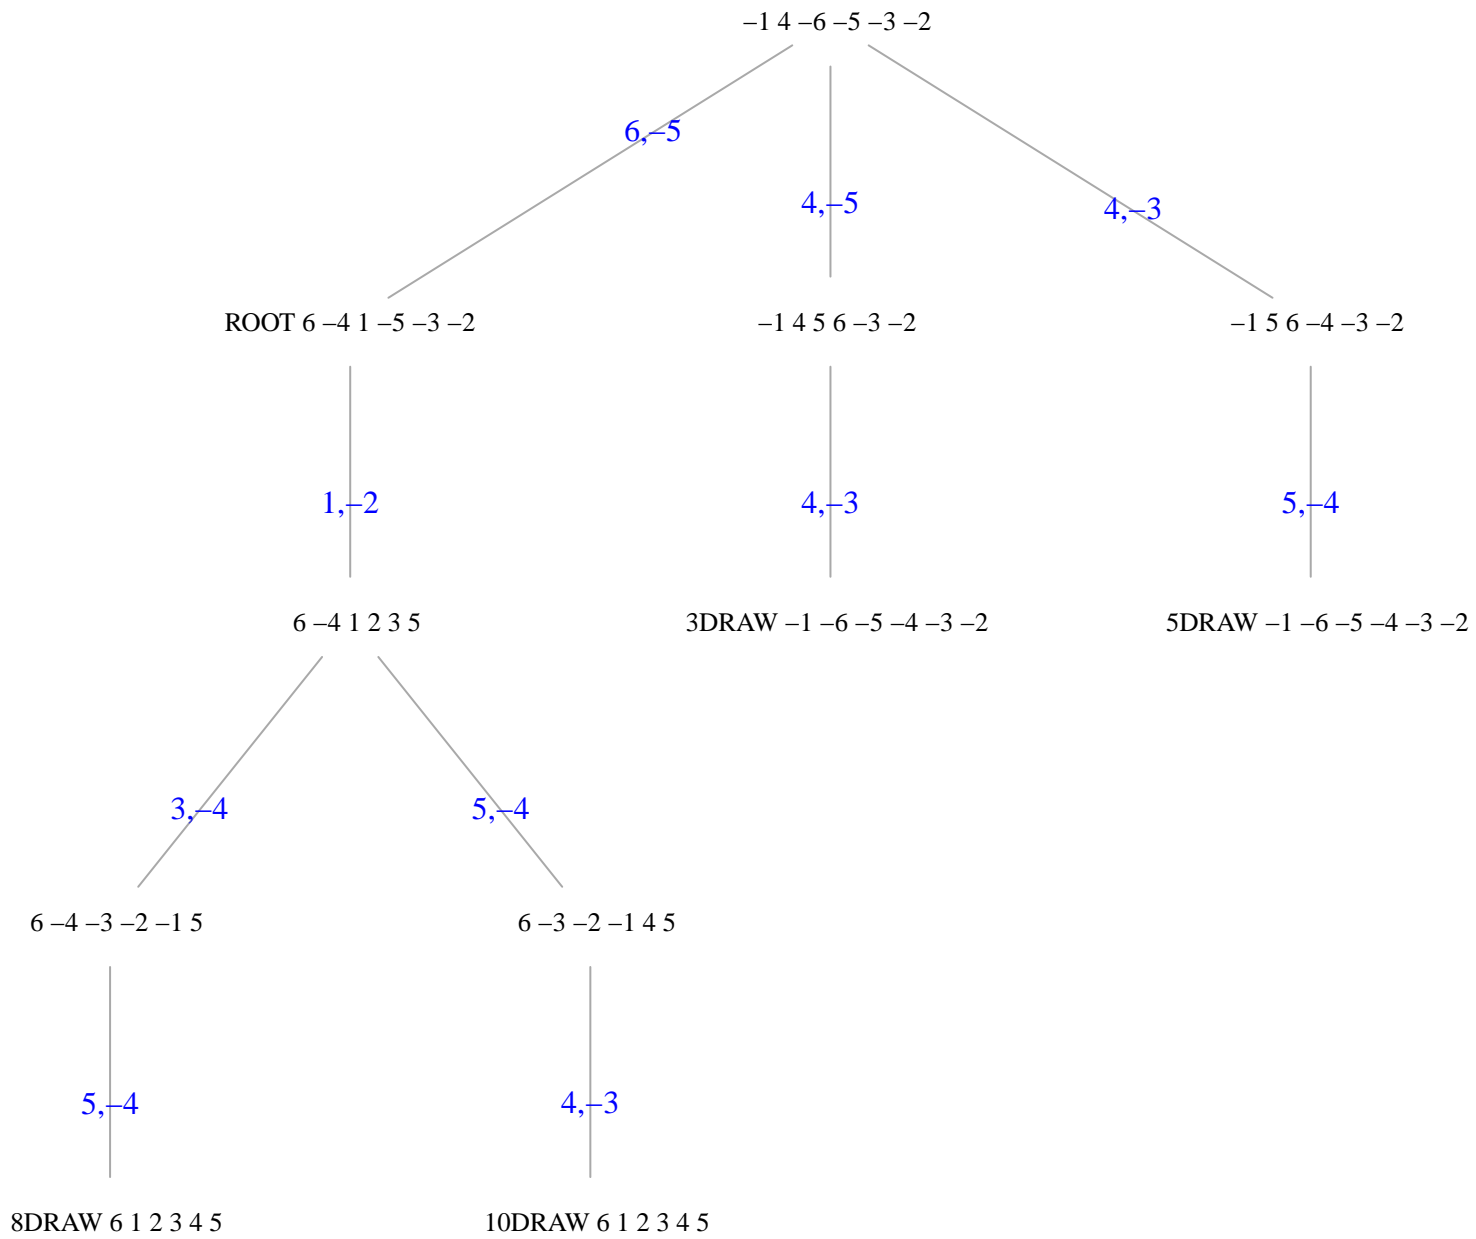 –1 4 –6 –5 –3 –2
6,–5
4,–5
4,–3
ROOT 6 –4 1 –5 –3 –2
–1 4 5 6 –3 –2
–1 5 6 –4 –3 –2
1,–2
4,–3
5,–4
6 –4 1 2 3 5
3DRAW –1 –6 –5 –4 –3 –2
5DRAW –1 –6 –5 –4 –3 –2
3,–4
5,–4
6 –4 –3 –2 –1 5
6 –3 –2 –1 4 5
5,–4
4,–3
8DRAW 6 1 2 3 4 5
10DRAW 6 1 2 3 4 5